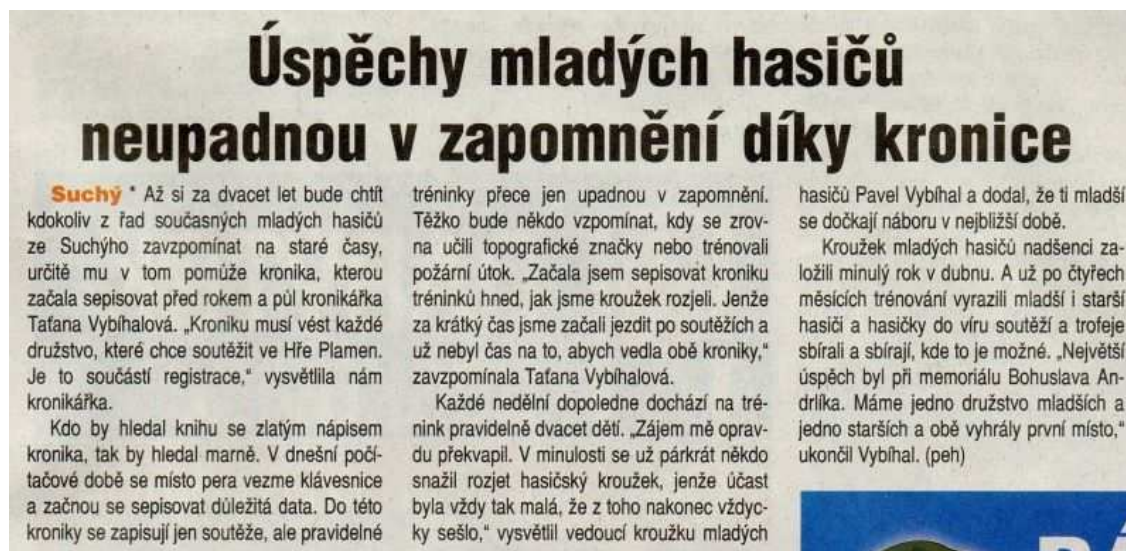 Úspěchy mladých hasičů
neupadnou v zapomnění díky kronice
Suchý * Až si za dvacet let bude chtít
kdokoliv z řad současných mladých hasičů
ze Suchýho zavzpomínat na staré časy,
určitě mu v tom pomůže kronika, kterou
začala sepisovat před rokem a půl kronikářka
Taťana Vybíhalová. „Kroniku musí vést každé
družstvo, které chce soutěžit ve Hře Plamen.
Je to součástí registrace,“ vysvětlila nám
kronikářka.
Kdo by hledal knihu se zlatým nápisem
kronika, tak by hledal marně. V dnešní počí-
tačové době se místo pera vezme klávesnice
a začnou se sepisovat důležitá data. Do této
kroniky se zapisují jen soutěže, ale pravidelné
tréninky přece jen upadnou v zapomnění.
Těžko bude někdo vzpomínat, kdy se zrov-
na učili topografické značky nebo trénovali
požární útok. „Začala jsem sepisovat kroniku
tréninků hned, jak jsme kroužek rozjeli. Jenže
za krátký čas jsme začali jezdit po soutěžích a
už nebyl čas na to, abych vedla obě kroniky,“
zavzpomínala Taťana Vybíhalová.
Každé nedělní dopoledne dochází na tré-
nink pravidelně dvacet dětí. „Zájem mě oprav-
du překvapil. V minulosti se už párkrát někdo
snažil rozjet hasičský kroužek, jenže účast
byla vždy tak malá, že z toho nakonec vždyc-
ky sešlo,“ vysvětlil vedoucí kroužku mladých
hasičů Pavel Vybíhal a dodal, že ti mladší
se dočkají náboru v nejbližší době.
Kroužek mladých hasičů nadšenci za-
ložili minulý rok v dubnu. A už po čtyřech
měsících trénování vyrazili mladší i starší
hasiči a hasičky do víru soutěží a trofeje
sbírali a sbírají, kde to je možné. „Největší
úspěch byl při memoriálu Bohuslava An-
drlíka. Máme jedno družstvo mladších a
jedno starších a obě vyhrály první místo,“
ukončil Vybíhal. (peh)